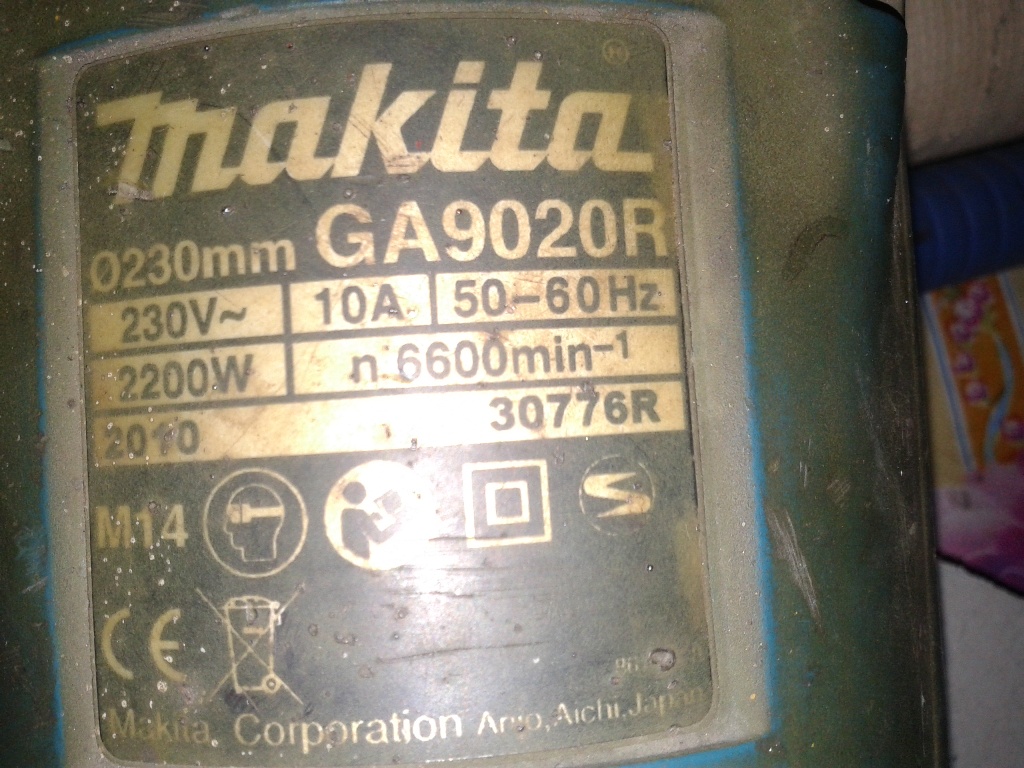 makita
Ø230mm GA9020R
230V~ 10A 50-60Hz
2200W n 6600min-1
2010 30776R
M14
CE
Makita Corporation Anjo, Aichi, Japan